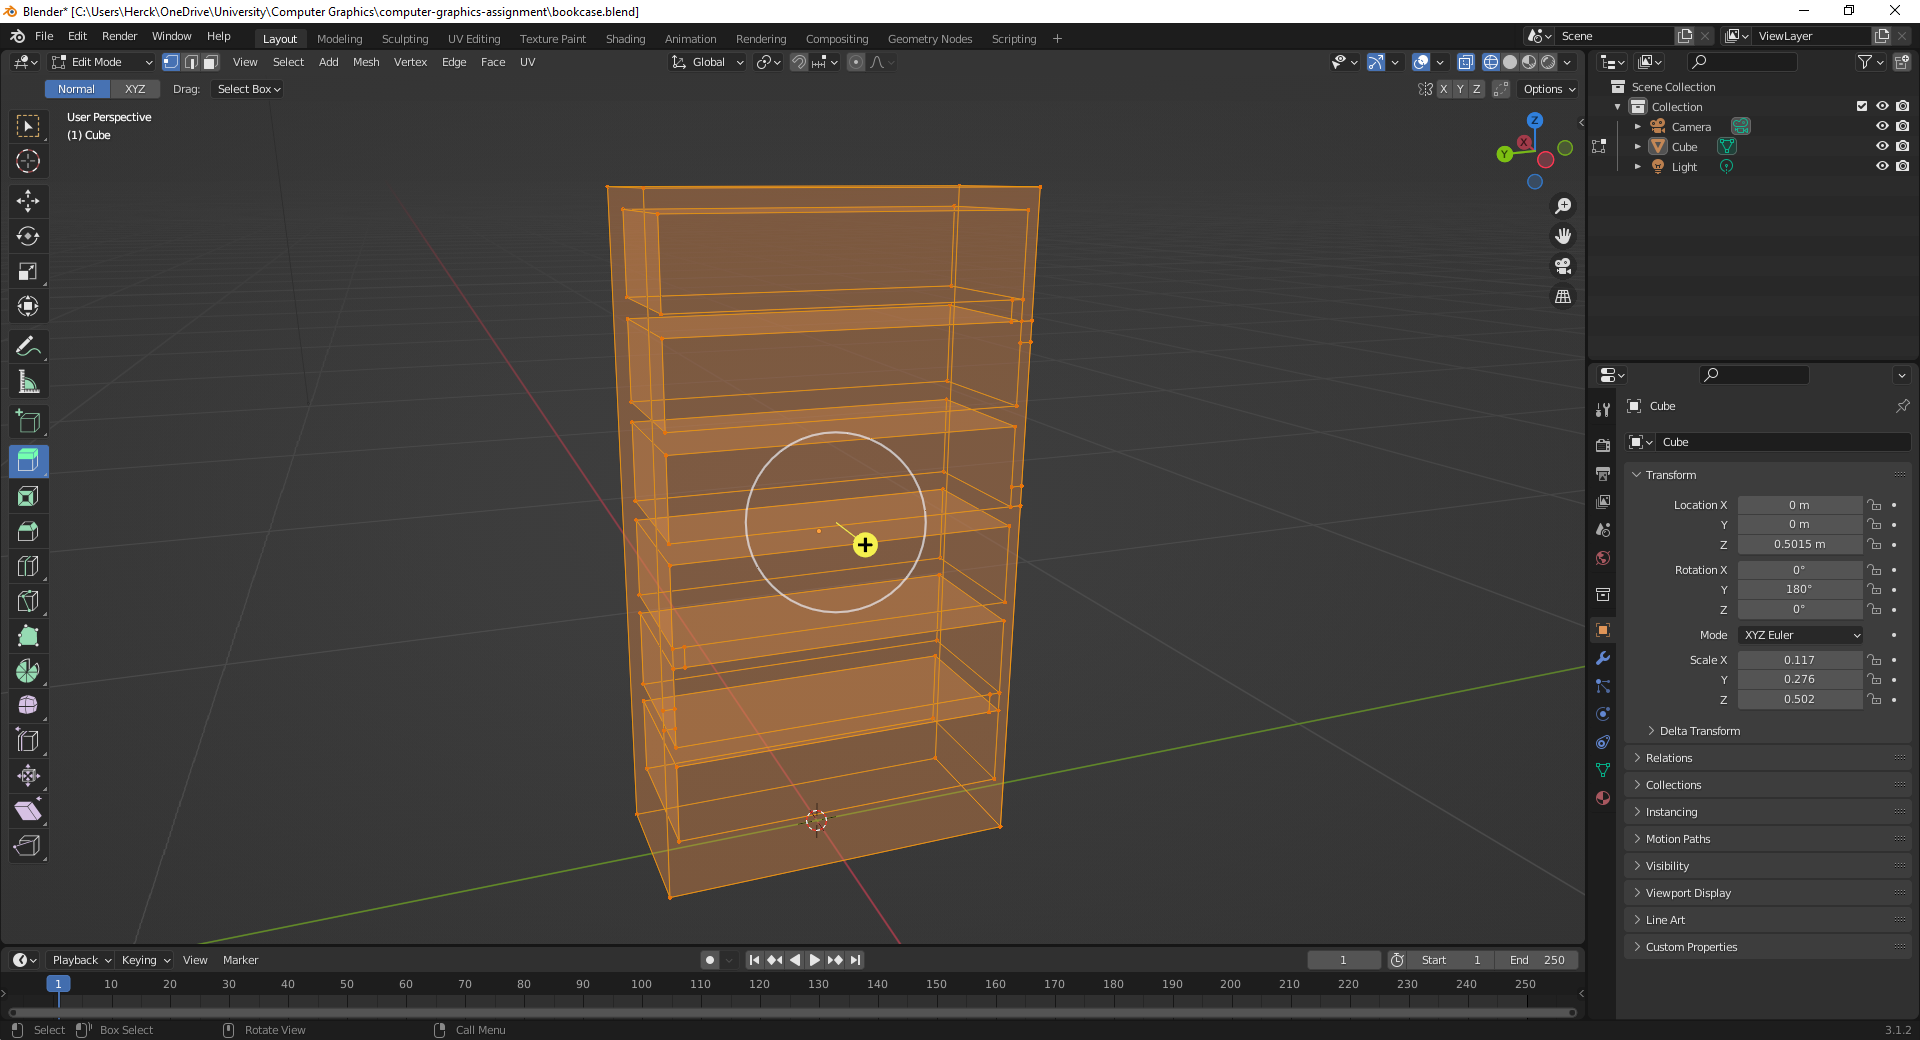 Blender* [C:\Users\Herck\OneDrive\University\Computer Graphics\computer-graphics-assignment\bookcase.blend]
File Edit Render Window Help Layout Modeling Sculpting UV Editing Texture Paint Shading Animation Rendering Compositing Geometry Nodes Scripting + Scene ViewLayer
Edit Mode View Select Add Mesh Vertex Edge Face UV Global
Normal XYZ Drag: Select Box X Y Z Options
User Perspective
(1) Cube
Z
X
Y
Scene Collection
Collection
Camera
Cube
Light
Cube
Cube
Transform
Location X 0 m
Y 0 m
Z 0.5015 m
Rotation X 0°
Y 180°
Z 0°
Mode XYZ Euler
Scale X 0.117
Y 0.276
Z 0.502
Delta Transform
Relations
Collections
Instancing
Motion Paths
Visibility
Viewport Display
Line Art
Custom Properties
Playback Keying View Marker 1 Start 1 End 250
1 10 20 30 40 50 60 70 80 90 100 110 120 130 140 150 160 170 180 190 200 210 220 230 240 250
Select Box Select Rotate View Call Menu 3.1.2